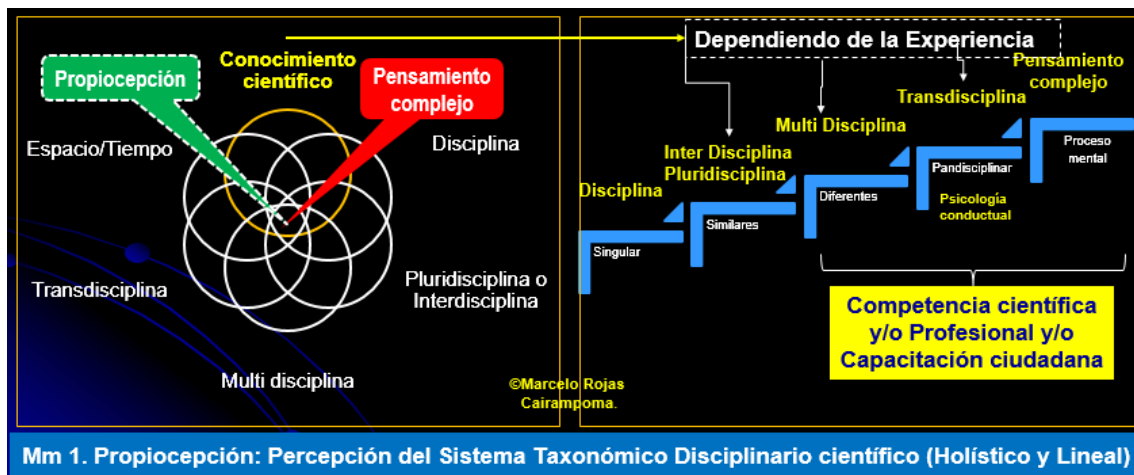 Conocimiento
científico
Propiocepción
Pensamiento
complejo
Espacio/Tiempo
Disciplina
Transdisciplina
Pluridisciplina o
Interdisciplina
Multi disciplina
©Marcelo Rojas
Cairampoma.
Dependiendo de la Experiencia
Pensamiento
complejo
Transdisciplina
Multi Disciplina
Inter Disciplina
Pluridisciplina
Disciplina
Proceso
mental
Pandisciplinar
Psicología
conductual
Diferentes
Similares
Singular
Competencia científica
y/o Profesional y/o
Capacitación ciudadana
Mm 1. Propiocepción: Percepción del Sistema Taxonómico Disciplinario científico (Holístico y Lineal)